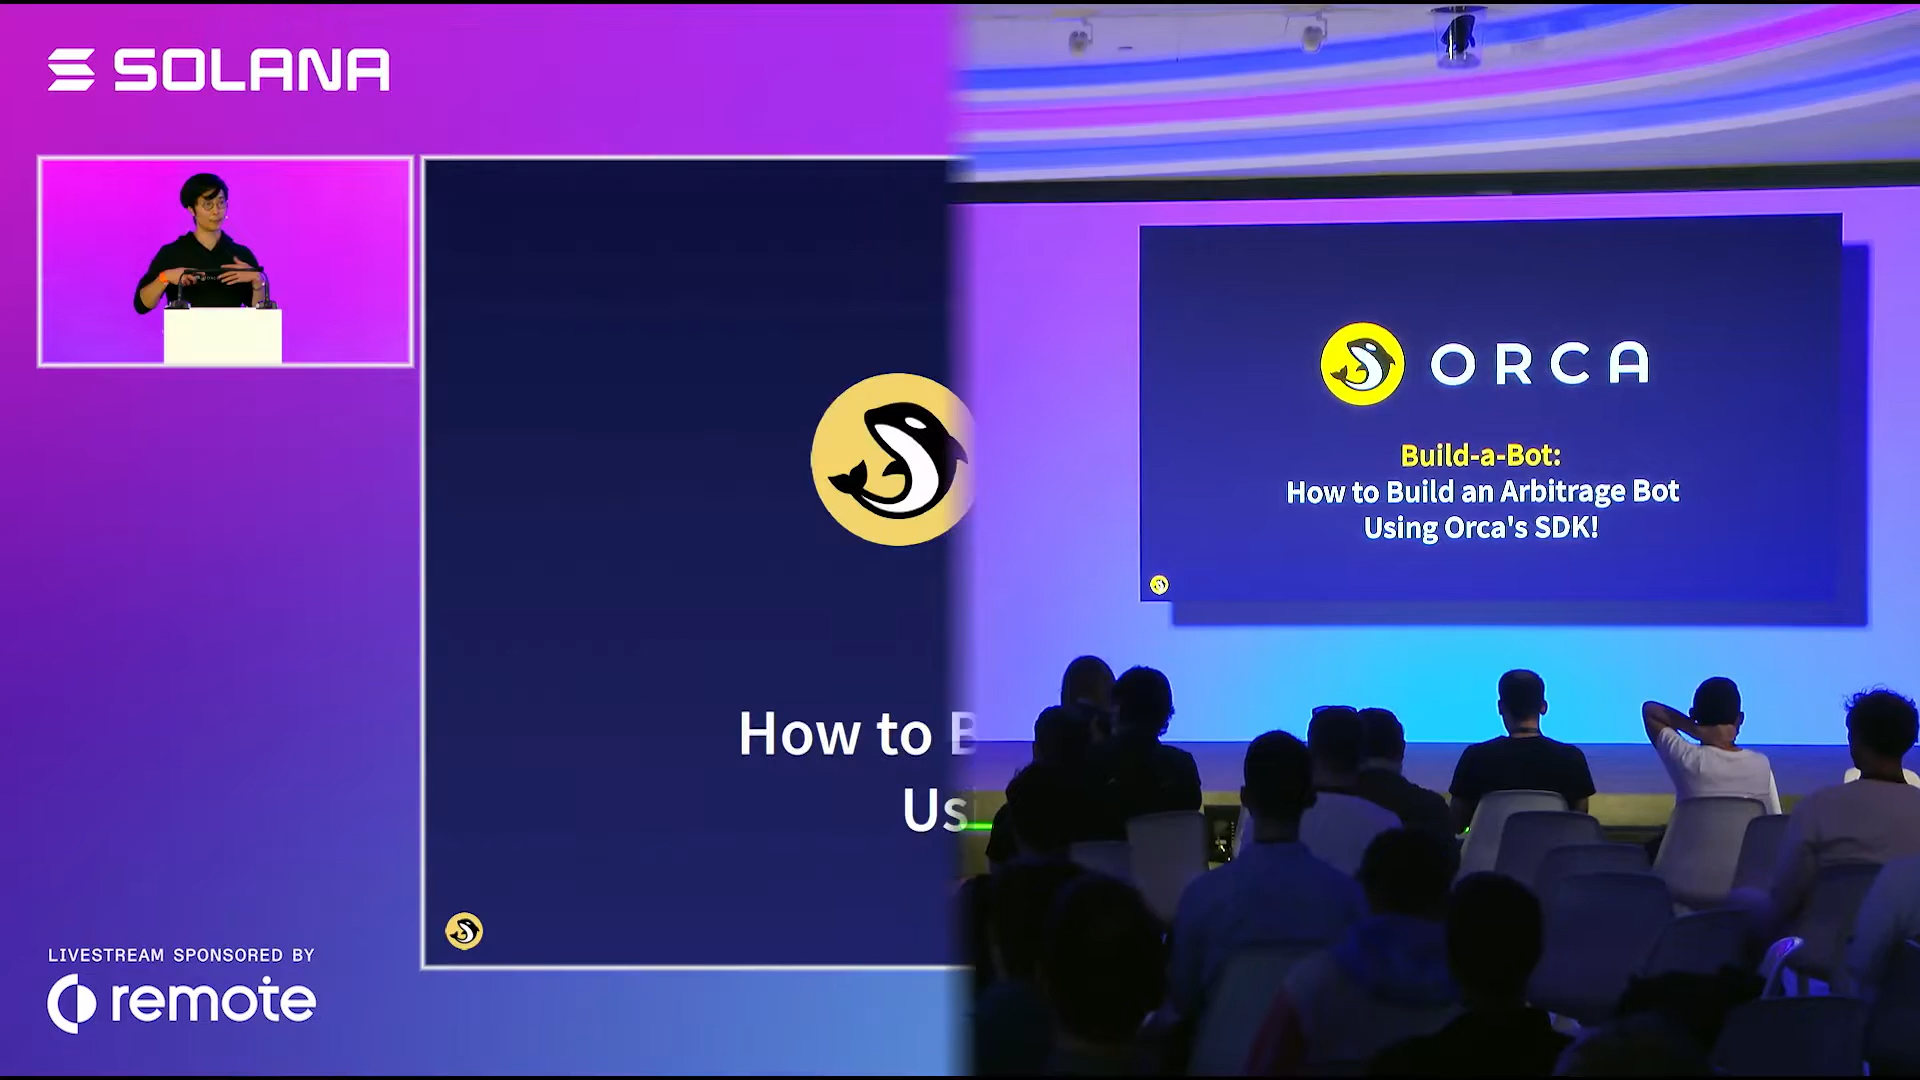 SOLANA
How to B
Us
LIVESTREAM SPONSORED BY
remote
ORCA
Build-a-Bot:
How to Build an Arbitrage Bot
Using Orca's SDK!